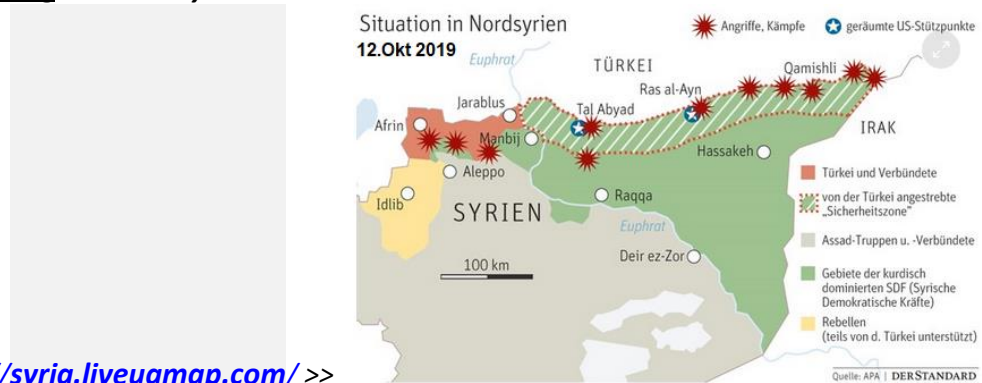 Situation in Nordsyrien
12.Okt 2019
Angriffe, Kämpfe
geräumte US-Stützpunkte
Euphrat
TÜRKEI
Qamishli
Ras al-Ayn
Jarablus
Tal Abyad
Afrin
Manbij
IRAK
Hassakeh
Aleppo
Türkei und Verbündete
Idlib
Raqqa
von der Türkei angestrebte
„Sicherheitszone"
SYRIEN
Euphrat
Assad-Truppen u. -Verbündete
Deir ez-Zor
100 km
Gebiete der kurdisch
dominierten SDF (Syrische
Demokratische Kräfte)
Rebellen
(teils von d. Türkei unterstützt)
/syria.liveuamap.com/ >>
Quelle: APA | DERSTANDARD